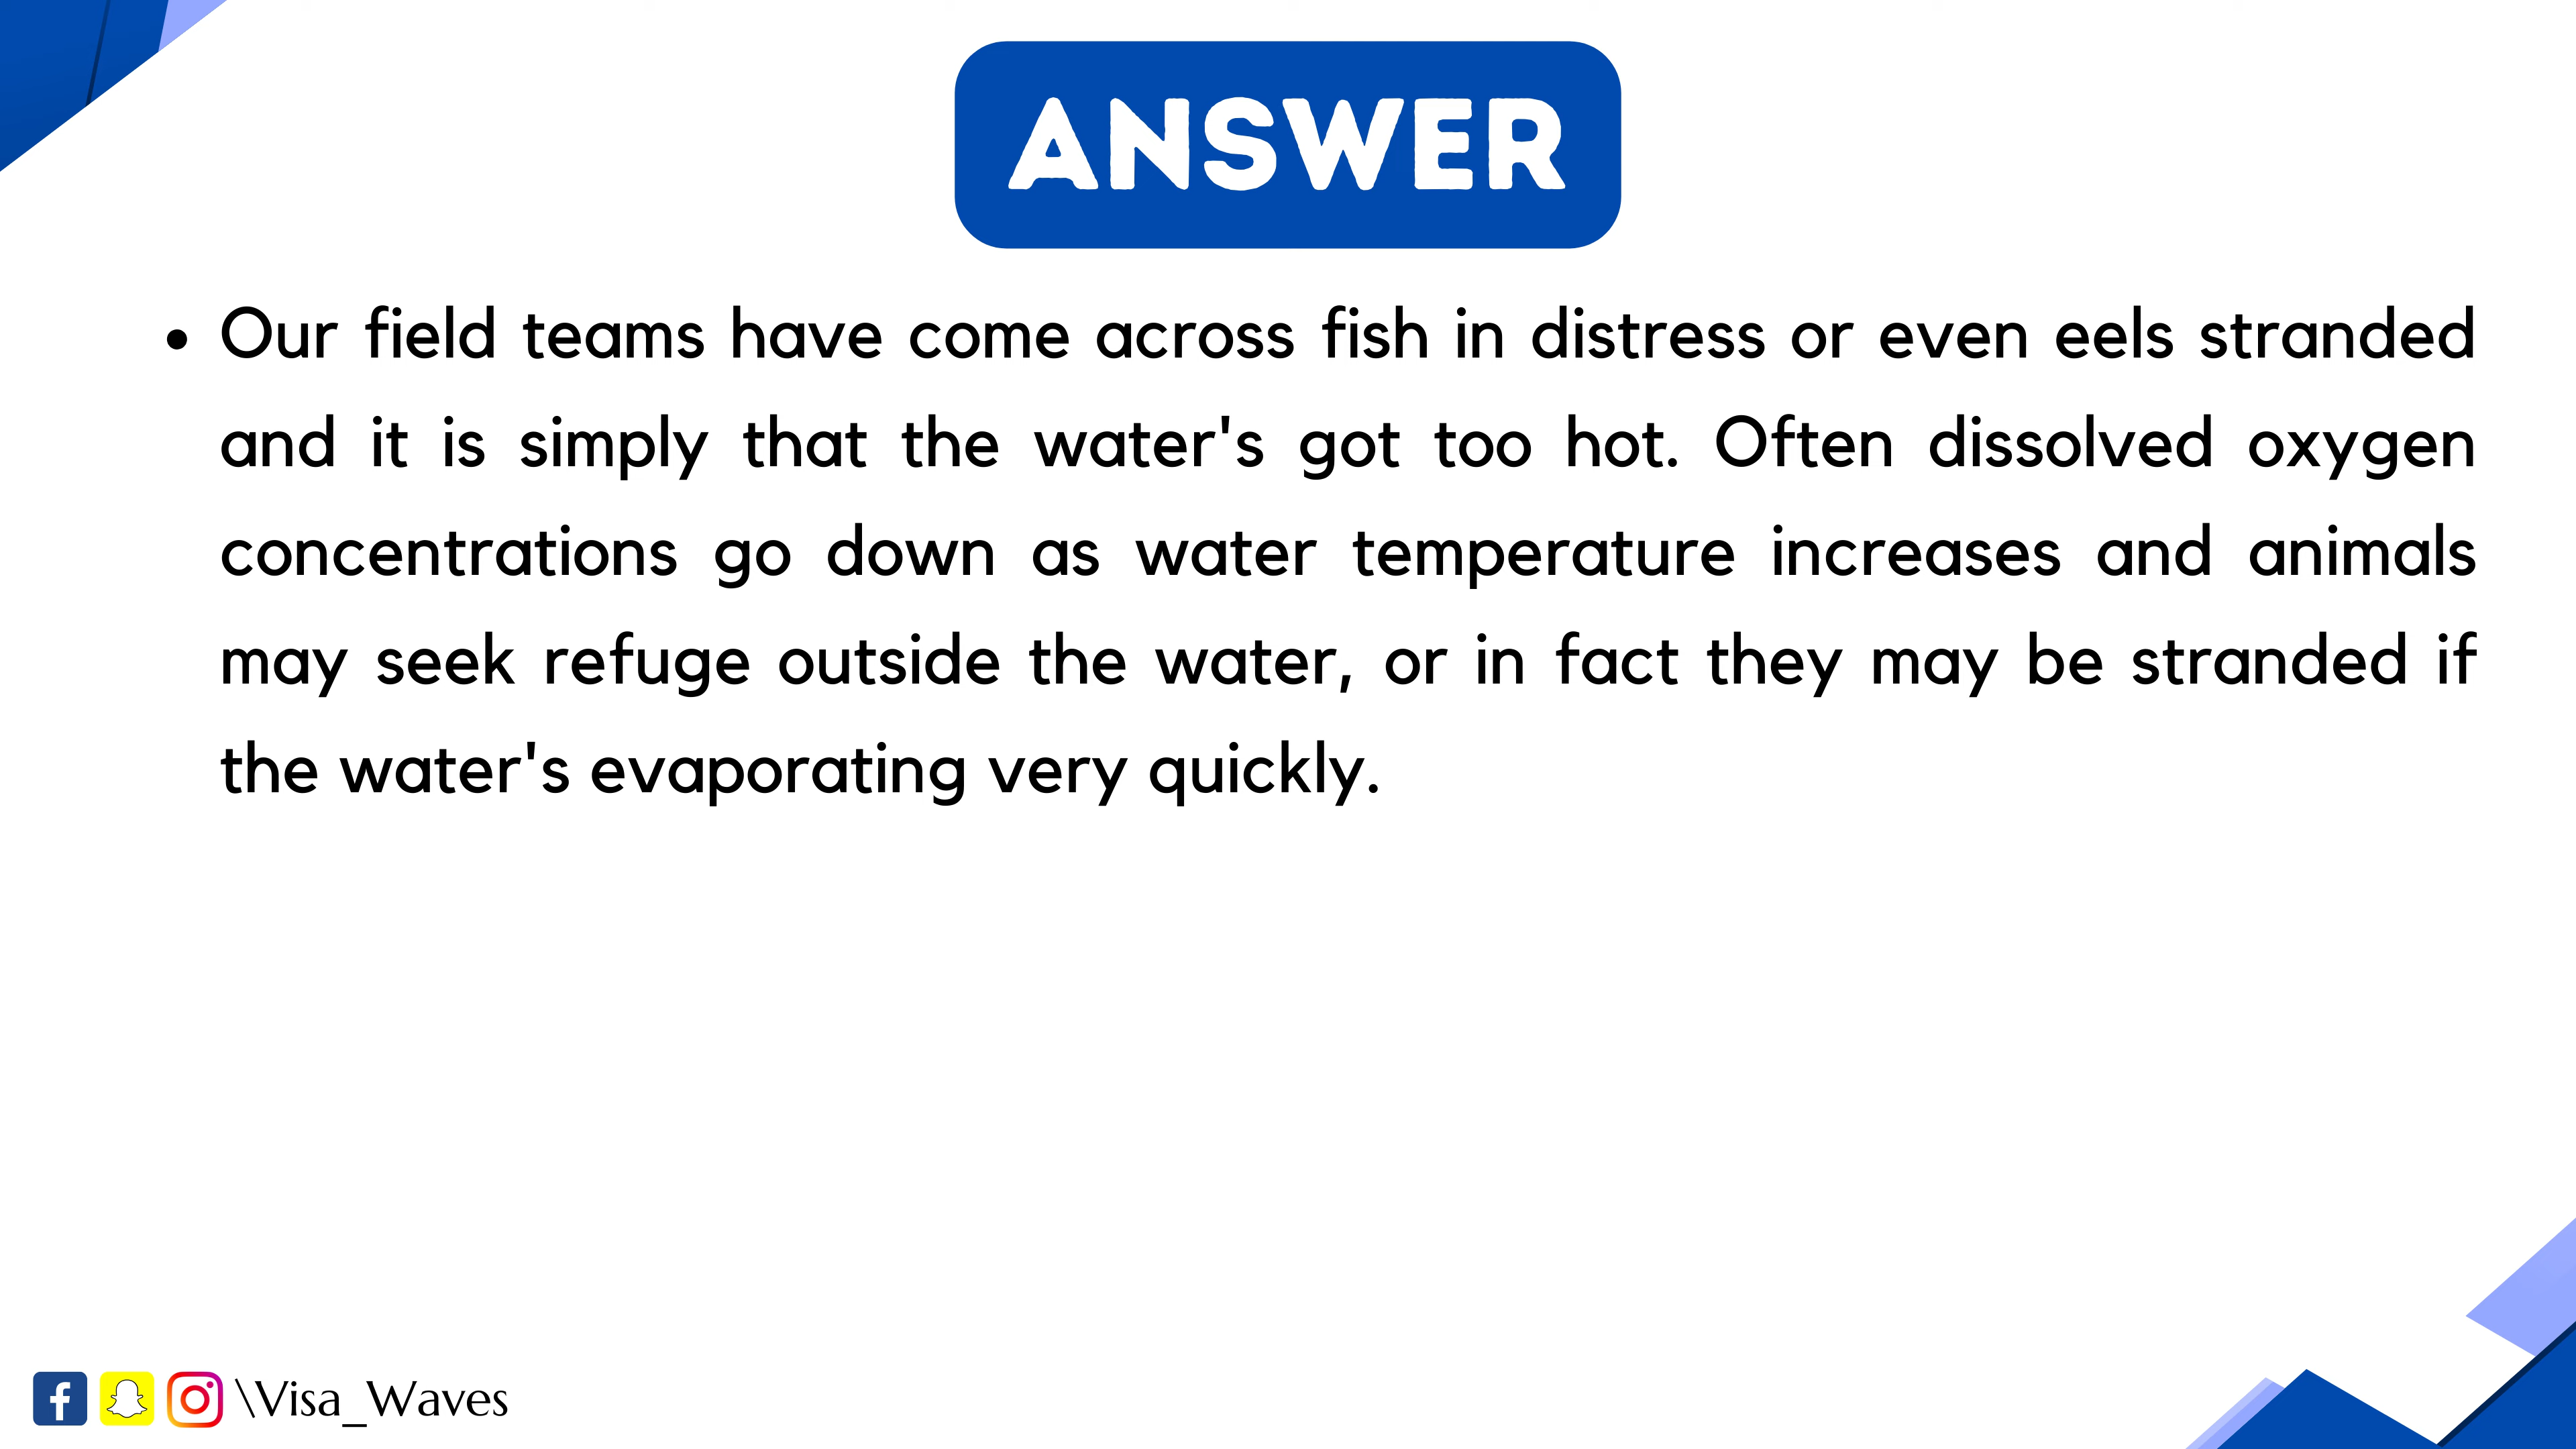 ANSWER
• Our field teams have come across fish in distress or even eels stranded
and it is simply that the water's got too hot. Often dissolved oxygen
concentrations go down as water temperature increases and animals
may seek refuge outside the water, or in fact they may be stranded if
the water's evaporating very quickly.
\Visa_Waves